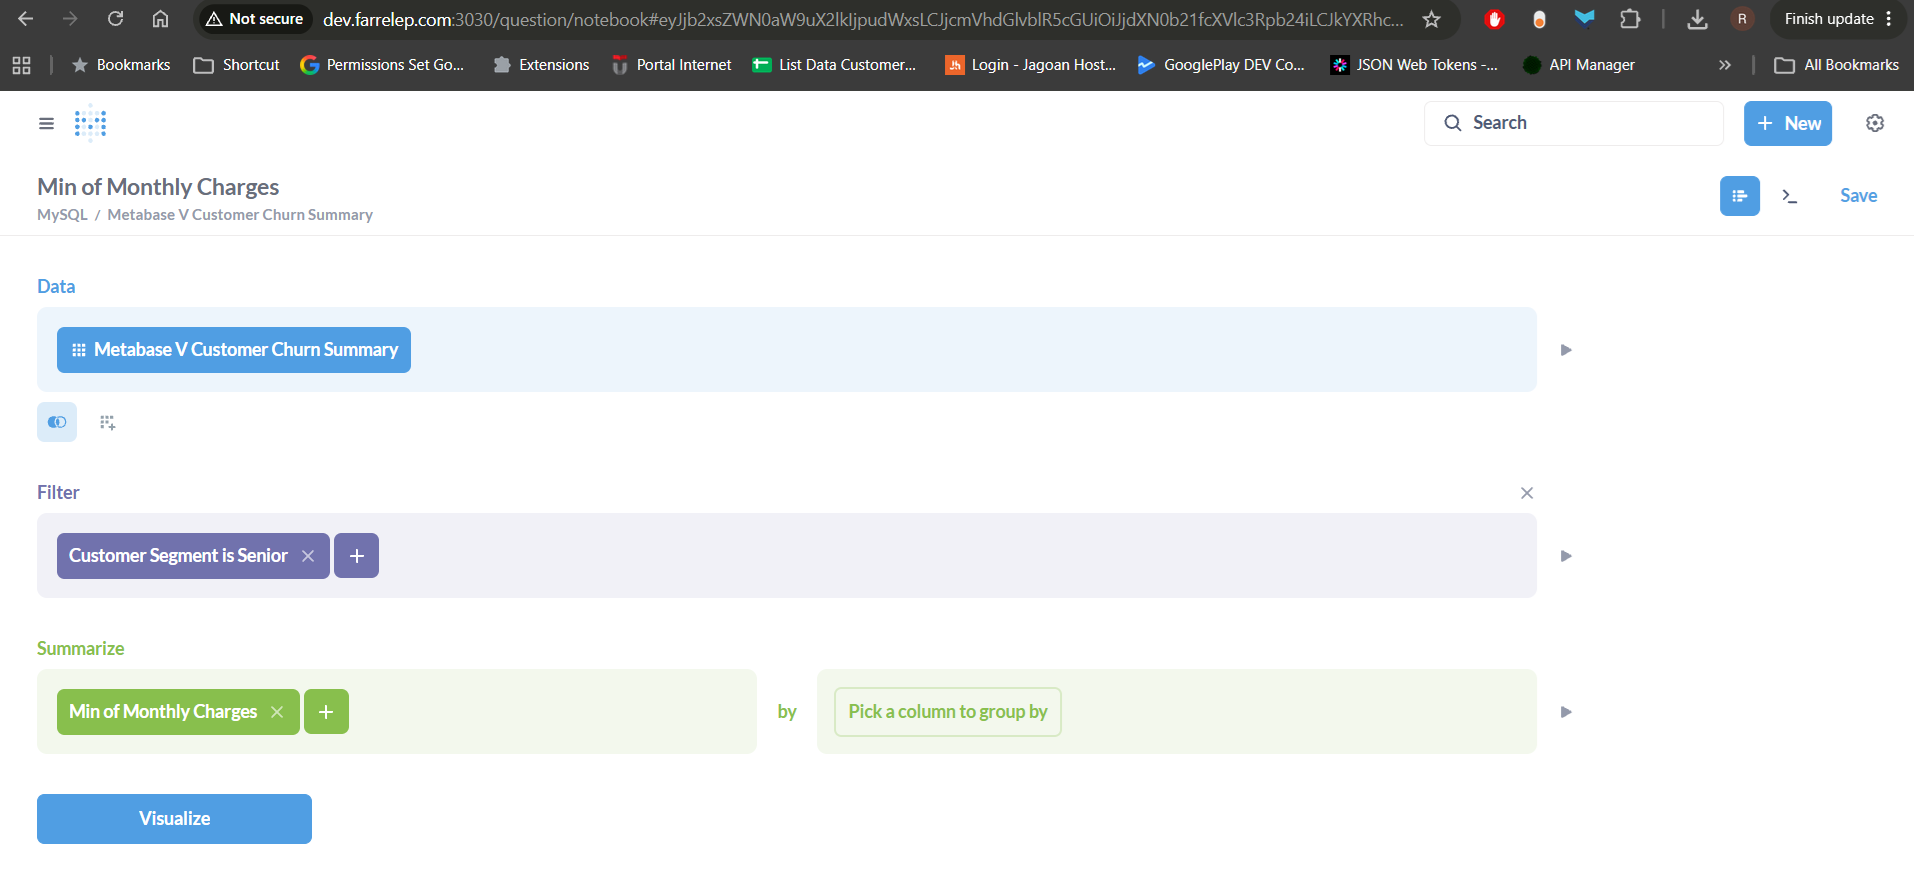 Not secure dev.farrelep.com:3030/question/notebook#eyJjb2xsZWN0aW9uX2lkIjpudWxsLCJjcmVhdGlvblR5cGUiOiJjdXN0b21fcXVlc3Rpb24iLCJkYXRhc... R Finish update
Bookmarks Shortcut Permissions Set Go... Extensions Portal Internet List Data Customer... Login - Jagoan Host... GooglePlay DEV Co... JSON Web Tokens -... API Manager » All Bookmarks
Search + New
Min of Monthly Charges
MySQL / Metabase V Customer Churn Summary
Save
Data
Metabase V Customer Churn Summary
Filter
Customer Segment is Senior
Summarize
Min of Monthly Charges by Pick a column to group by
Visualize